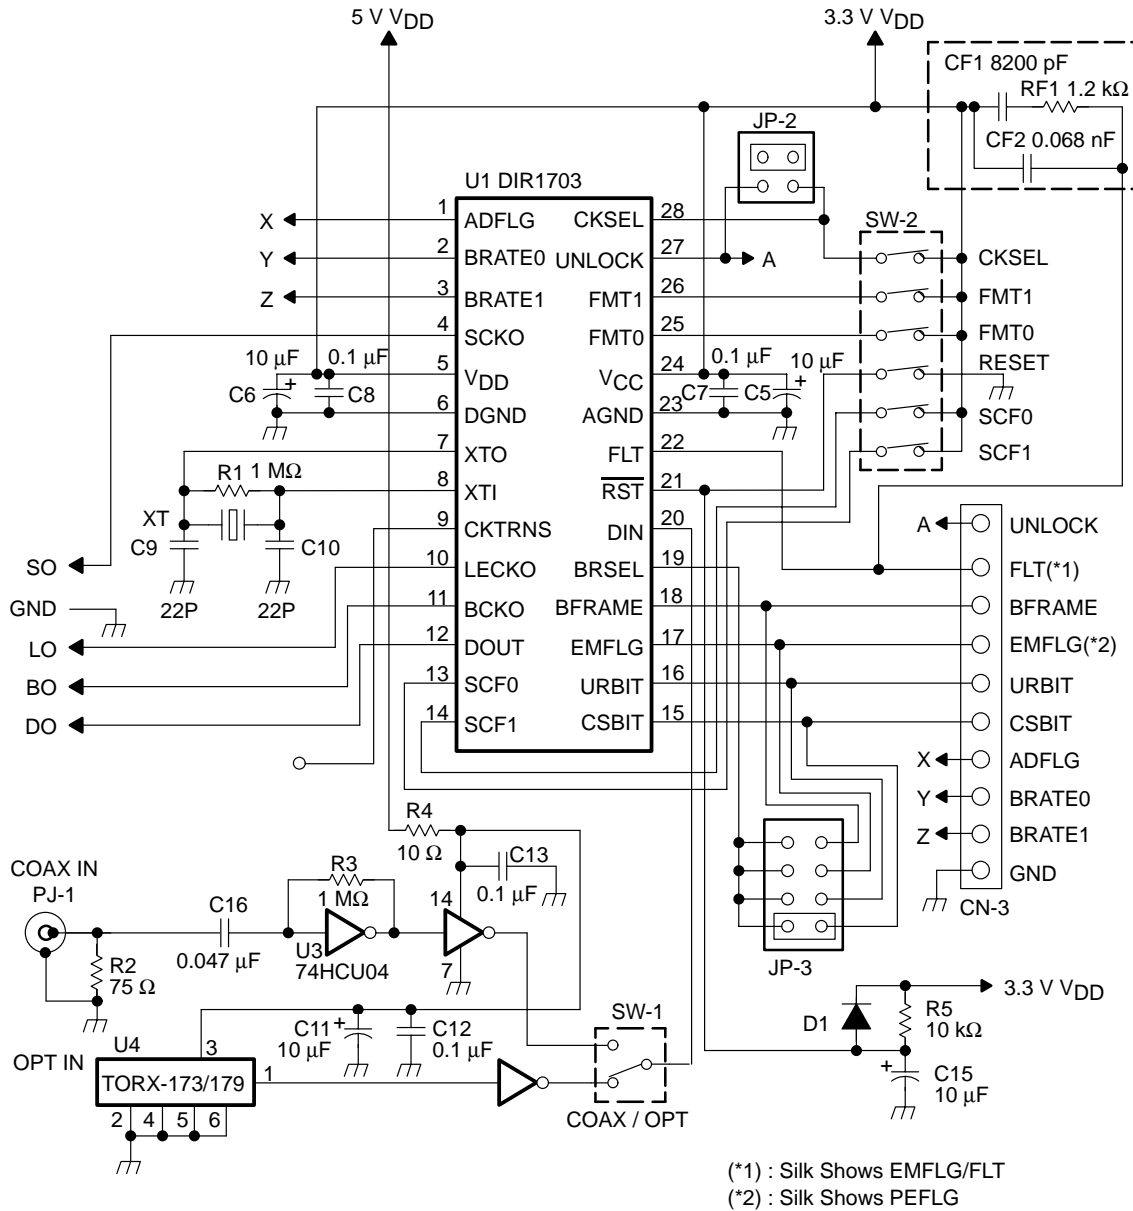 5 V VDD
3.3 V VDD
CF1 8200 pF
RF1 1.2 kΩ
CF2 0.068 nF
JP-2
U1 DIR1703
SW-2
X
1
ADFLG
CKSEL
28
Y
2
BRATE0
UNLOCK
27
A
CKSEL
Z
3
BRATE1
FMT1
26
FMT1
4
SCKO
FMT0
25
FMT0
10 µF
0.1 µF
5
VDD
VCC
24
0.1 µF
10 µF
RESET
+
C6
C8
6
DGND
AGND
23
C7
C5
+
SCF0
7
XTO
FLT
22
SCF1
R1
1 MΩ
8
XTI
RST
21
XT
9
CKTRNS
DIN
20
A
UNLOCK
C9
C10
SO
10
LECKO
BRSEL
19
FLT(*1)
GND
22P
22P
11
BCKO
BFRAME
18
BFRAME
LO
12
DOUT
EMFLG
17
EMFLG(*2)
BO
13
SCF0
URBIT
16
URBIT
DO
14
SCF1
CSBIT
15
CSBIT
X
ADFLG
Y
BRATE0
R4
10 Ω
Z
BRATE1
COAX IN
PJ-1
R3
1 MΩ
C13
0.1 µF
GND
CN-3
C16
0.047 µF
14
U3
74HCU04
7
JP-3
R2
75 Ω
3.3 V VDD
D1
R5
10 kΩ
U4
3
+
C11
10 µF
C12
0.1 µF
SW-1
OPT IN
TORX-173/179
1
+
C15
10 µF
2
4
5
6
COAX / OPT
(*1) : Silk Shows EMFLG/FLT
(*2) : Silk Shows PEFLG